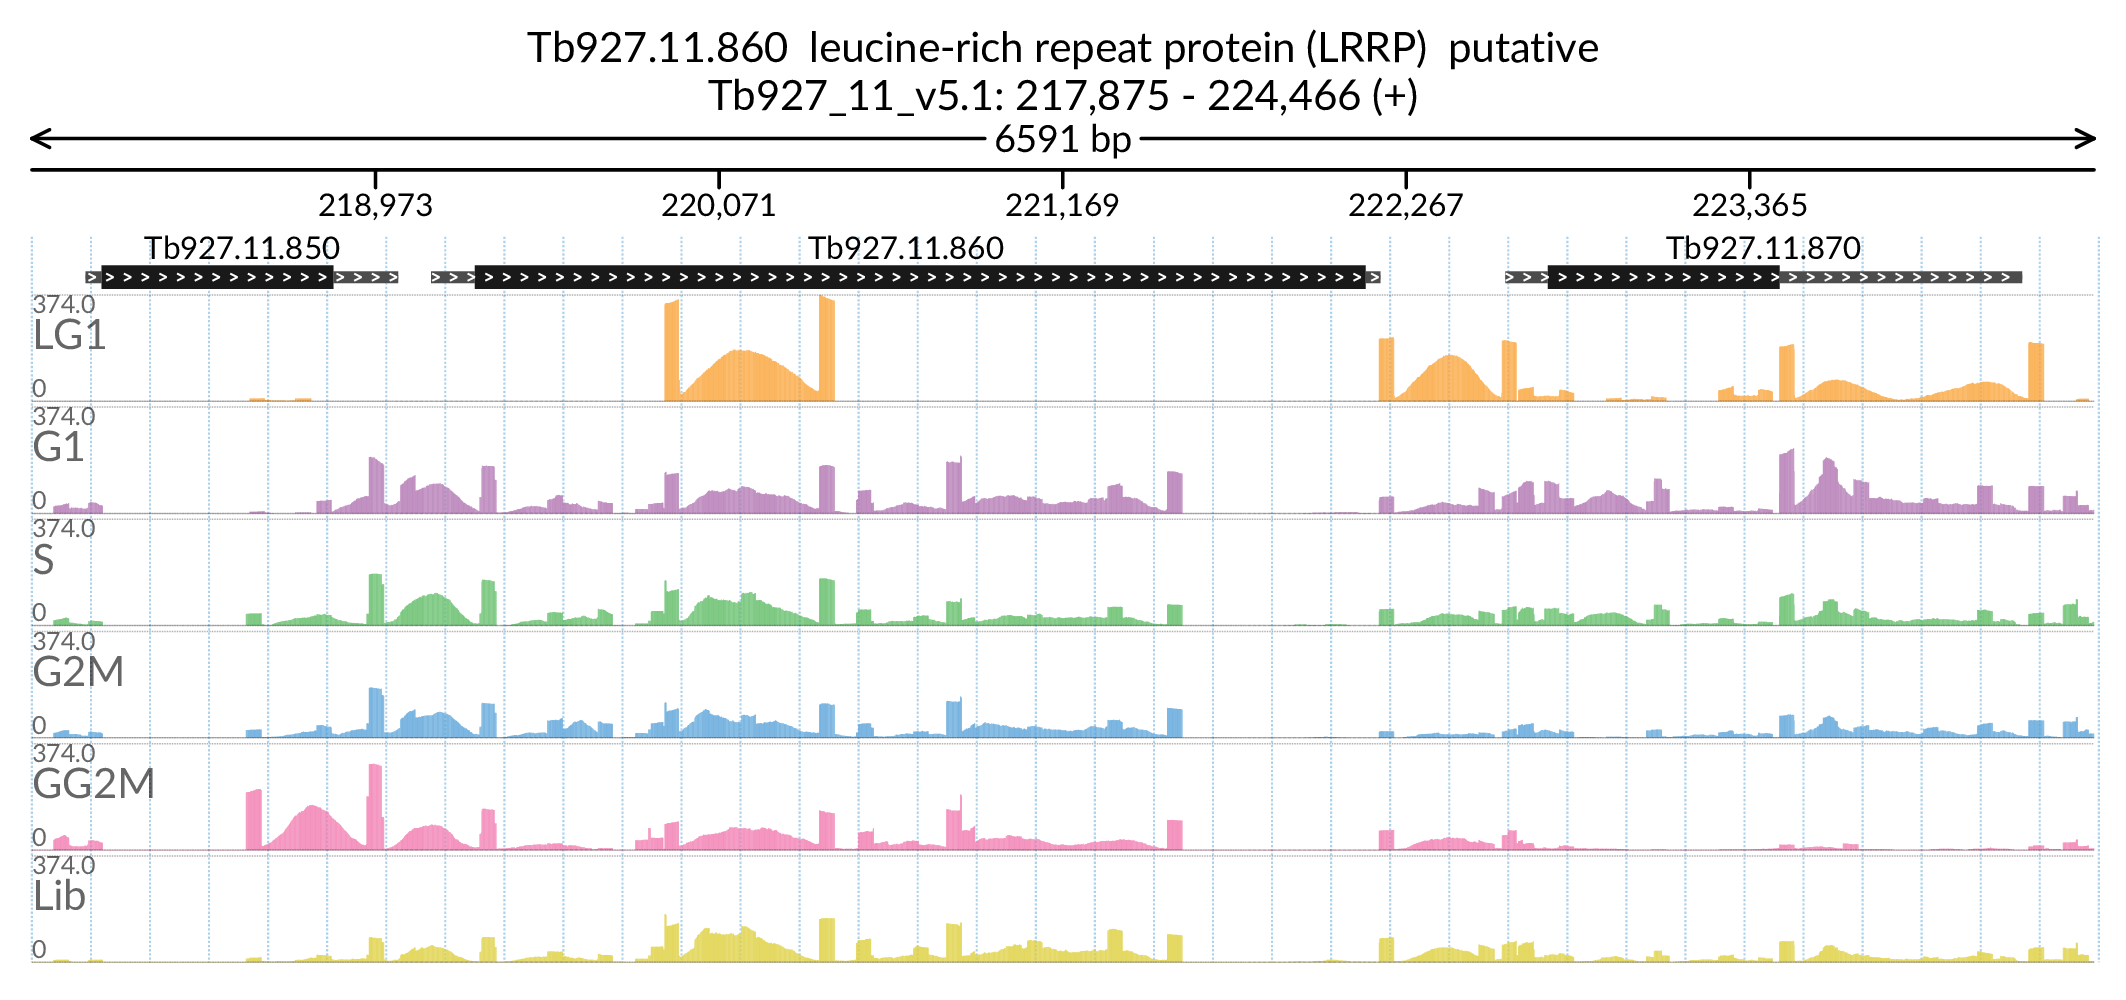 Tb927.11.860 leucine-rich repeat protein (LRRP) putative
Tb927_11_v5.1: 217,875 - 224,466 (+)
6591 bp
218,973 220,071 221,169 222,267 223,365
Tb927.11.850 Tb927.11.860 Tb927.11.870
374.0
LG1
0
374.0
G1
0
374.0
S
0
374.0
G2M
0
374.0
GG2M
0
374.0
Lib
0